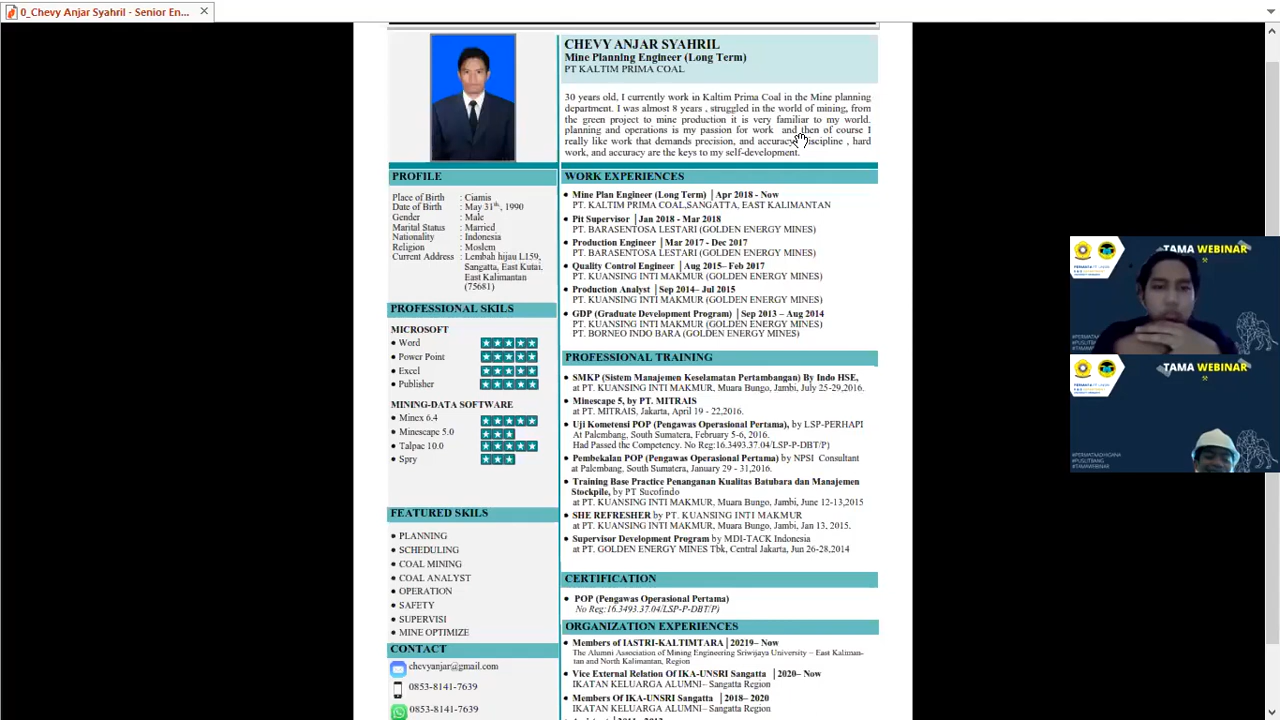 0_Chevy Anjar Syahril - Senior En...
CHEVY ANJAR SYAHRIL
Mine Planning Engineer (Long Term)
PT KALTIM PRIMA COAL
30 years old, I currently work in Kaltim Prima Coal in the Mine planning
department. I was almost 8 years , struggled in the world of mining, from
the green project to mine production it is very familiar to my world.
planning and operations is my passion for work and then of course I
really like work that demands precision, and accuracy discipline , hard
work, and accuracy are the keys to my self-development.
PROFILE
Place of Birth : Ciamis
Date of Birth : May 31th, 1990
Gender : Male
Marital Status : Married
Nationality : Indonesia
Religion : Moslem
Current Address : Lembah hijau L159,
Sangatta, East Kutai.
East Kalimantan
(75681)
PROFESSIONAL SKILS
MICROSOFT
• Word
• Power Point
• Excel
• Publisher
MINING-DATA SOFTWARE
• Minex 6.4
• Minescape 5.0
• Talpac 10.0
• Spry
FEATURED SKILS
• PLANNING
• SCHEDULING
• COAL MINING
• COAL ANALYST
• OPERATION
• SAFETY
• SUPERVISI
• MINE OPTIMIZE
CONTACT
chevyanjar@gmail.com
0853-8141-7639
0853-8141-7639
WORK EXPERIENCES
• Mine Plan Engineer (Long Term) | Apr 2018 - Now
PT. KALTIM PRIMA COAL,SANGATTA, EAST KALIMANTAN
• Pit Supervisor | Jan 2018 - Mar 2018
PT. BARASENTOSA LESTARI (GOLDEN ENERGY MINES)
• Production Engineer | Mar 2017 - Dec 2017
PT. BARASENTOSA LESTARI (GOLDEN ENERGY MINES)
• Quality Control Engineer | Aug 2015– Feb 2017
PT. KUANSING INTI MAKMUR (GOLDEN ENERGY MINES)
• Production Analyst | Sep 2014– Jul 2015
PT. KUANSING INTI MAKMUR (GOLDEN ENERGY MINES)
• GDP (Graduate Development Program) | Sep 2013 – Aug 2014
PT. KUANSING INTI MAKMUR (GOLDEN ENERGY MINES)
PT. BORNEO INDO BARA (GOLDEN ENERGY MINES)
PROFESSIONAL TRAINING
• SMKP (Sistem Manajemen Keselamatan Pertambangan) By Indo HSE,
at PT. KUANSING INTI MAKMUR, Muara Bungo, Jambi, July 25-29,2016.
• Minescape 5, by PT. MITRAIS
at PT. MITRAIS, Jakarta, April 19 - 22,2016.
• Uji Kometensi POP (Pengawas Operasional Pertama), by LSP-PERHAPI
At Palembang, South Sumatera, February 5-6, 2016.
Had Passed the Competency. No Reg:16.3493.37.04/LSP-P-DBT/P)
• Pembekalan POP (Pengawas Operasional Pertama) by NPSI Consultant
at Palembang, South Sumatera, January 29 - 31,2016.
• Training Base Practice Penanganan Kualitas Batubara dan Manajemen
Stockpile, by PT Sucofindo
at PT. KUANSING INTI MAKMUR, Muara Bungo, Jambi, June 12-13,2015
• SHE REFRESHER by PT. KUANSING INTI MAKMUR
at PT. KUANSING INTI MAKMUR, Muara Bungo, Jambi, Jan 13, 2015.
• Supervisor Development Program by MDI-TACK Indonesia
at PT. GOLDEN ENERGY MINES Tbk, Central Jakarta, Jun 26-28,2014
CERTIFICATION
• POP (Pengawas Operasional Pertama)
No Reg:16.3493.37.04/LSP-P-DBT/P)
ORGANIZATION EXPERIENCES
• Members of IASTRI-KALTIMTARA | 20219– Now
The Alumni Association of Mining Engineering Sriwijaya University – East Kaliman-
tan and North Kalimantan, Region
• Vice External Relation Of IKA-UNSRI Sangatta | 2020– Now
IKATAN KELUARGA ALUMNI– Sangatta Region
• Members Of IKA-UNSRI Sangatta | 2018– 2020
IKATAN KELUARGA ALUMNI– Sangatta Region
TAMA WEBINAR
TAMA WEBINAR